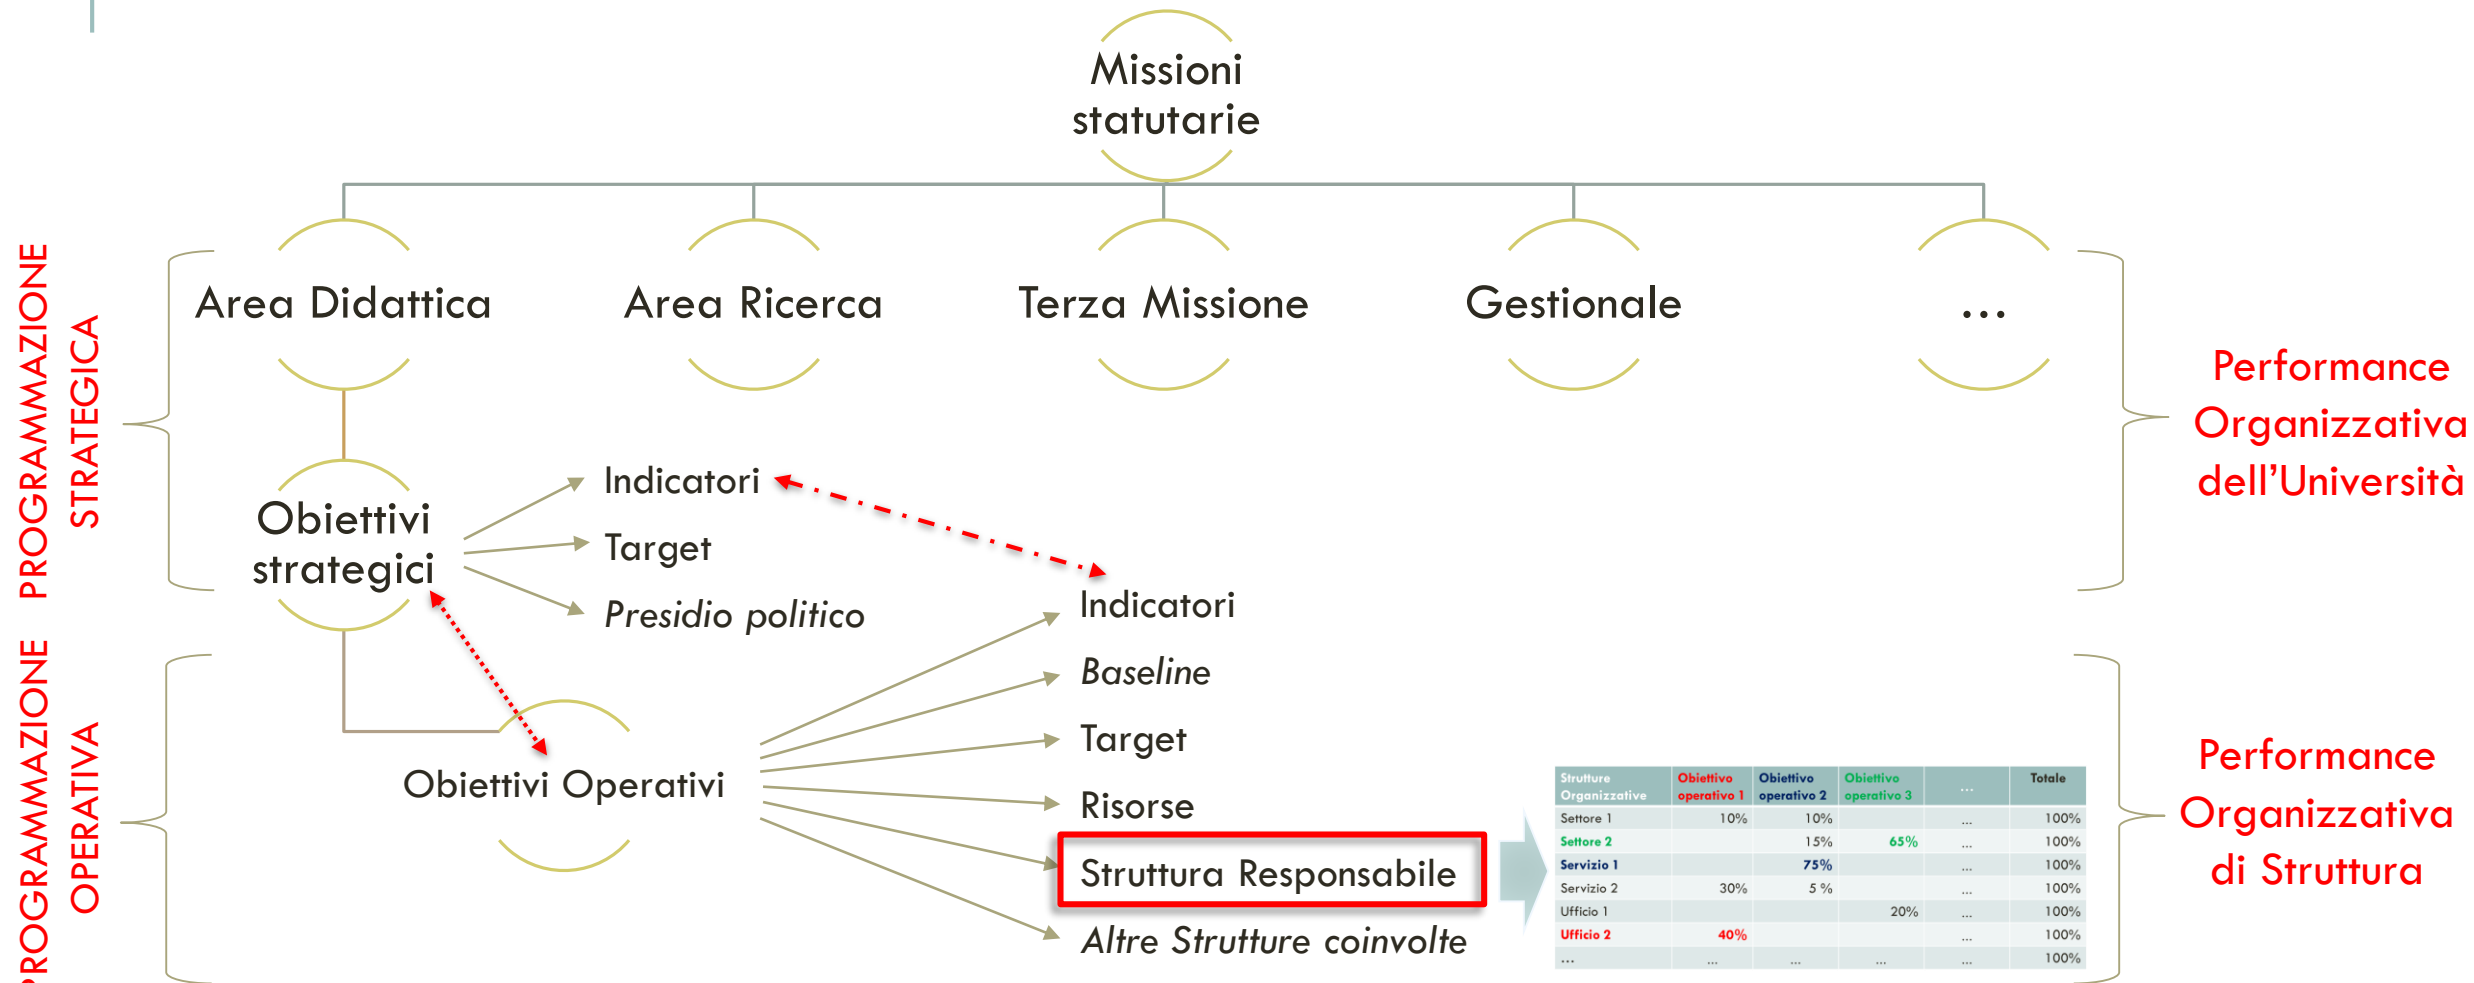 Missioni
statutarie
Area Didattica
Area Ricerca
Terza Missione
Gestionale
...
PROGRAMMAZIONE
STRATEGICA
Performance
Organizzativa
dell'Università
Obiettivi
strategici
Indicatori
Target
Presidio politico
PROGRAMMAZIONE
OPERATIVA
Obiettivi Operativi
Indicatori
Baseline
Target
Risorse
Struttura Responsabile
Altre Strutture coinvolte
Strutture Organizzative Obiettivo operativo 1 Obiettivo operativo 2 Obiettivo operativo 3 ... Totale
Settore 1 10% 10% ... 100%
Settore 2 15% 65% ... 100%
Servizio 1 75% ... 100%
Servizio 2 30% 5 % ... 100%
Ufficio 1 20% ... 100%
Ufficio 2 40% ... 100%
... ... ... ... ... 100%
Performance
Organizzativa
di Struttura